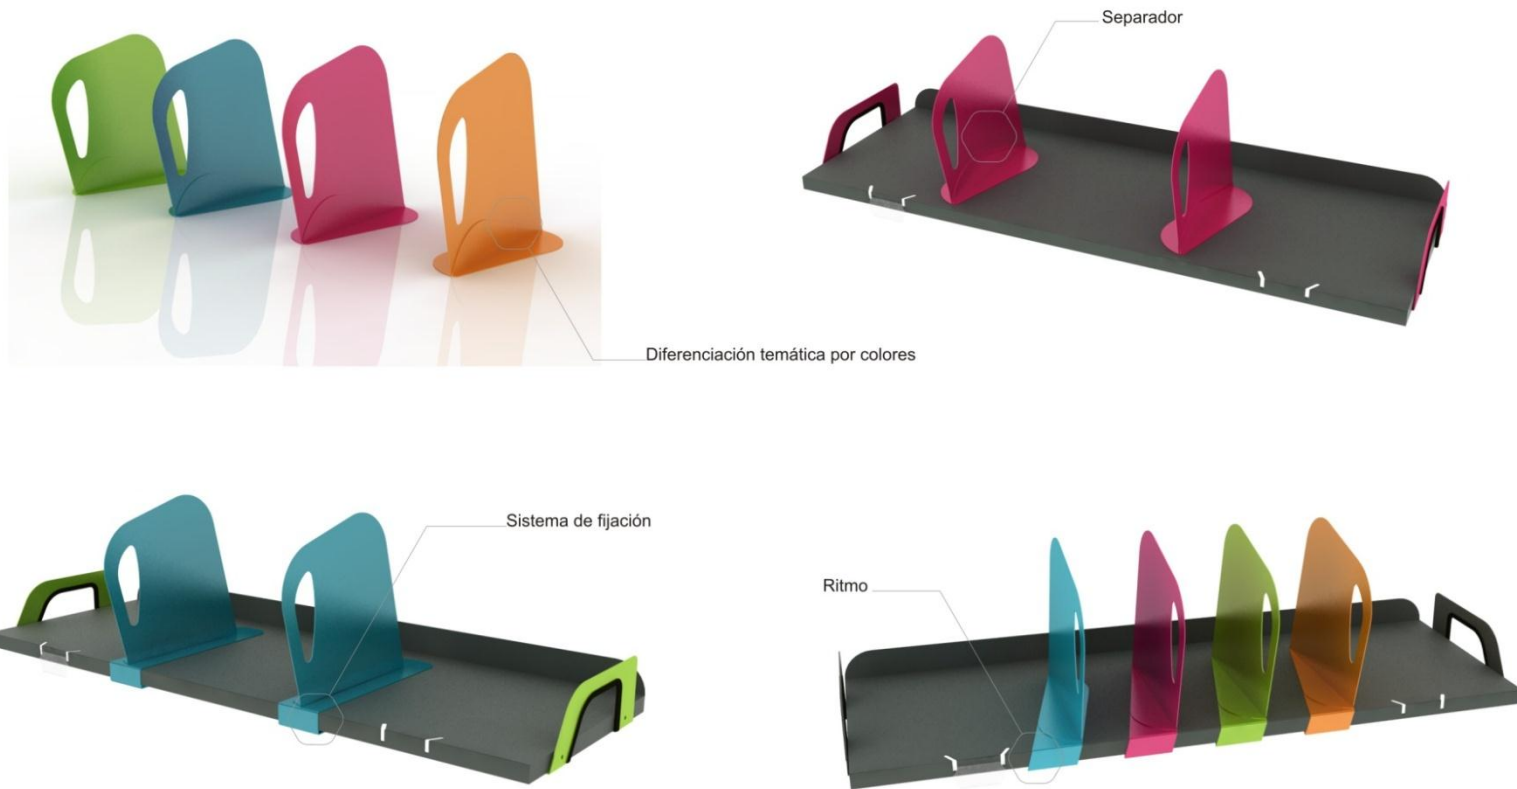 Separador
Diferenciación temática por colores
Sistema de fijación
Ritmo